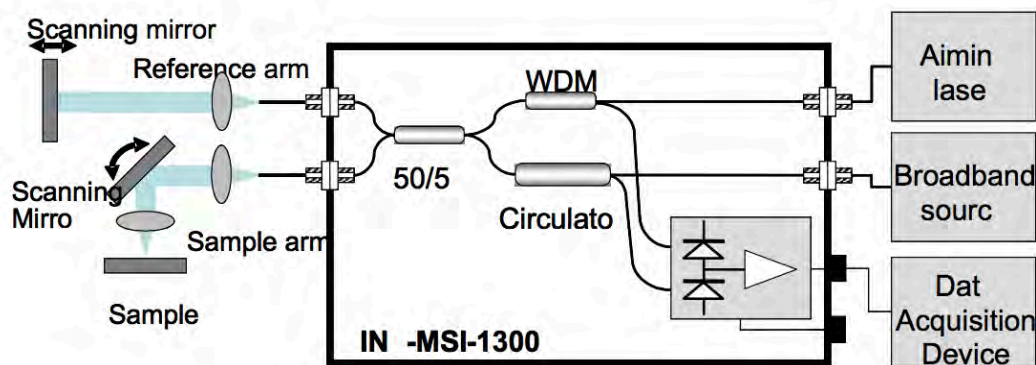 Scanning mirror
Reference arm
Scanning
Mirro
Sample arm
Sample
WDM
50/5
Circulato
IN -MSI-1300
Aimin
lase
Broadband
sourc
Dat
Acquisition
Device